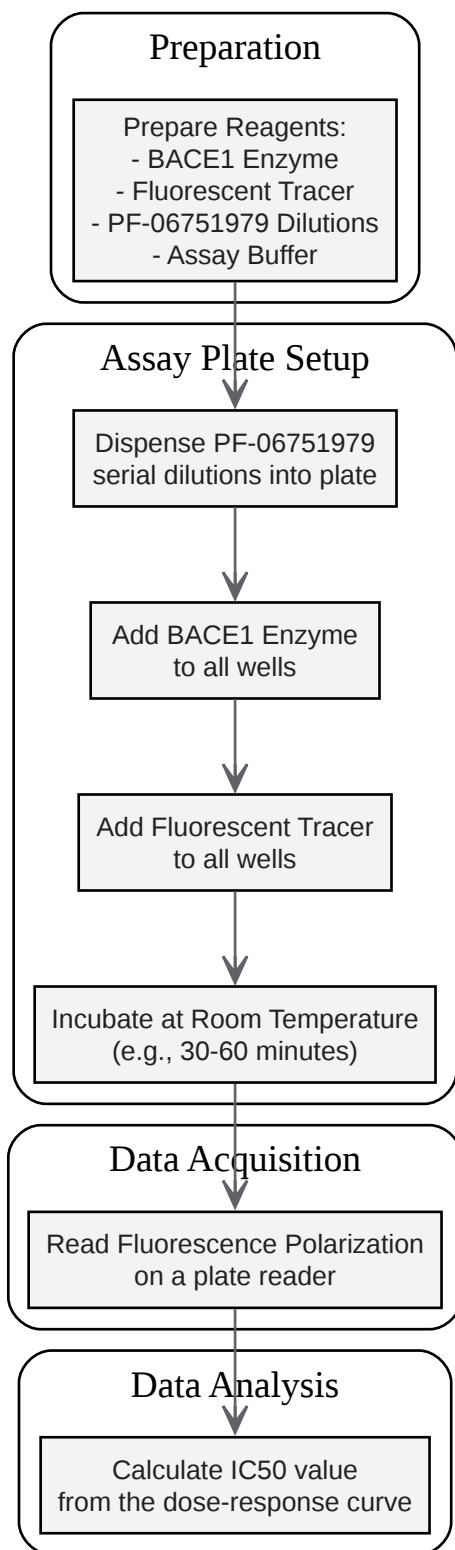 Preparation
Prepare Reagents:
- BACE1 Enzyme
- Fluorescent Tracer
- PF-06751979 Dilutions
- Assay Buffer
Assay Plate Setup
Dispense PF-06751979
serial dilutions into plate
Add BACE1 Enzyme
to all wells
Add Fluorescent Tracer
to all wells
Incubate at Room Temperature
(e.g., 30-60 minutes)
Data Acquisition
Read Fluorescence Polarization
on a plate reader
Data Analysis
Calculate IC50 value
from the dose-response curve